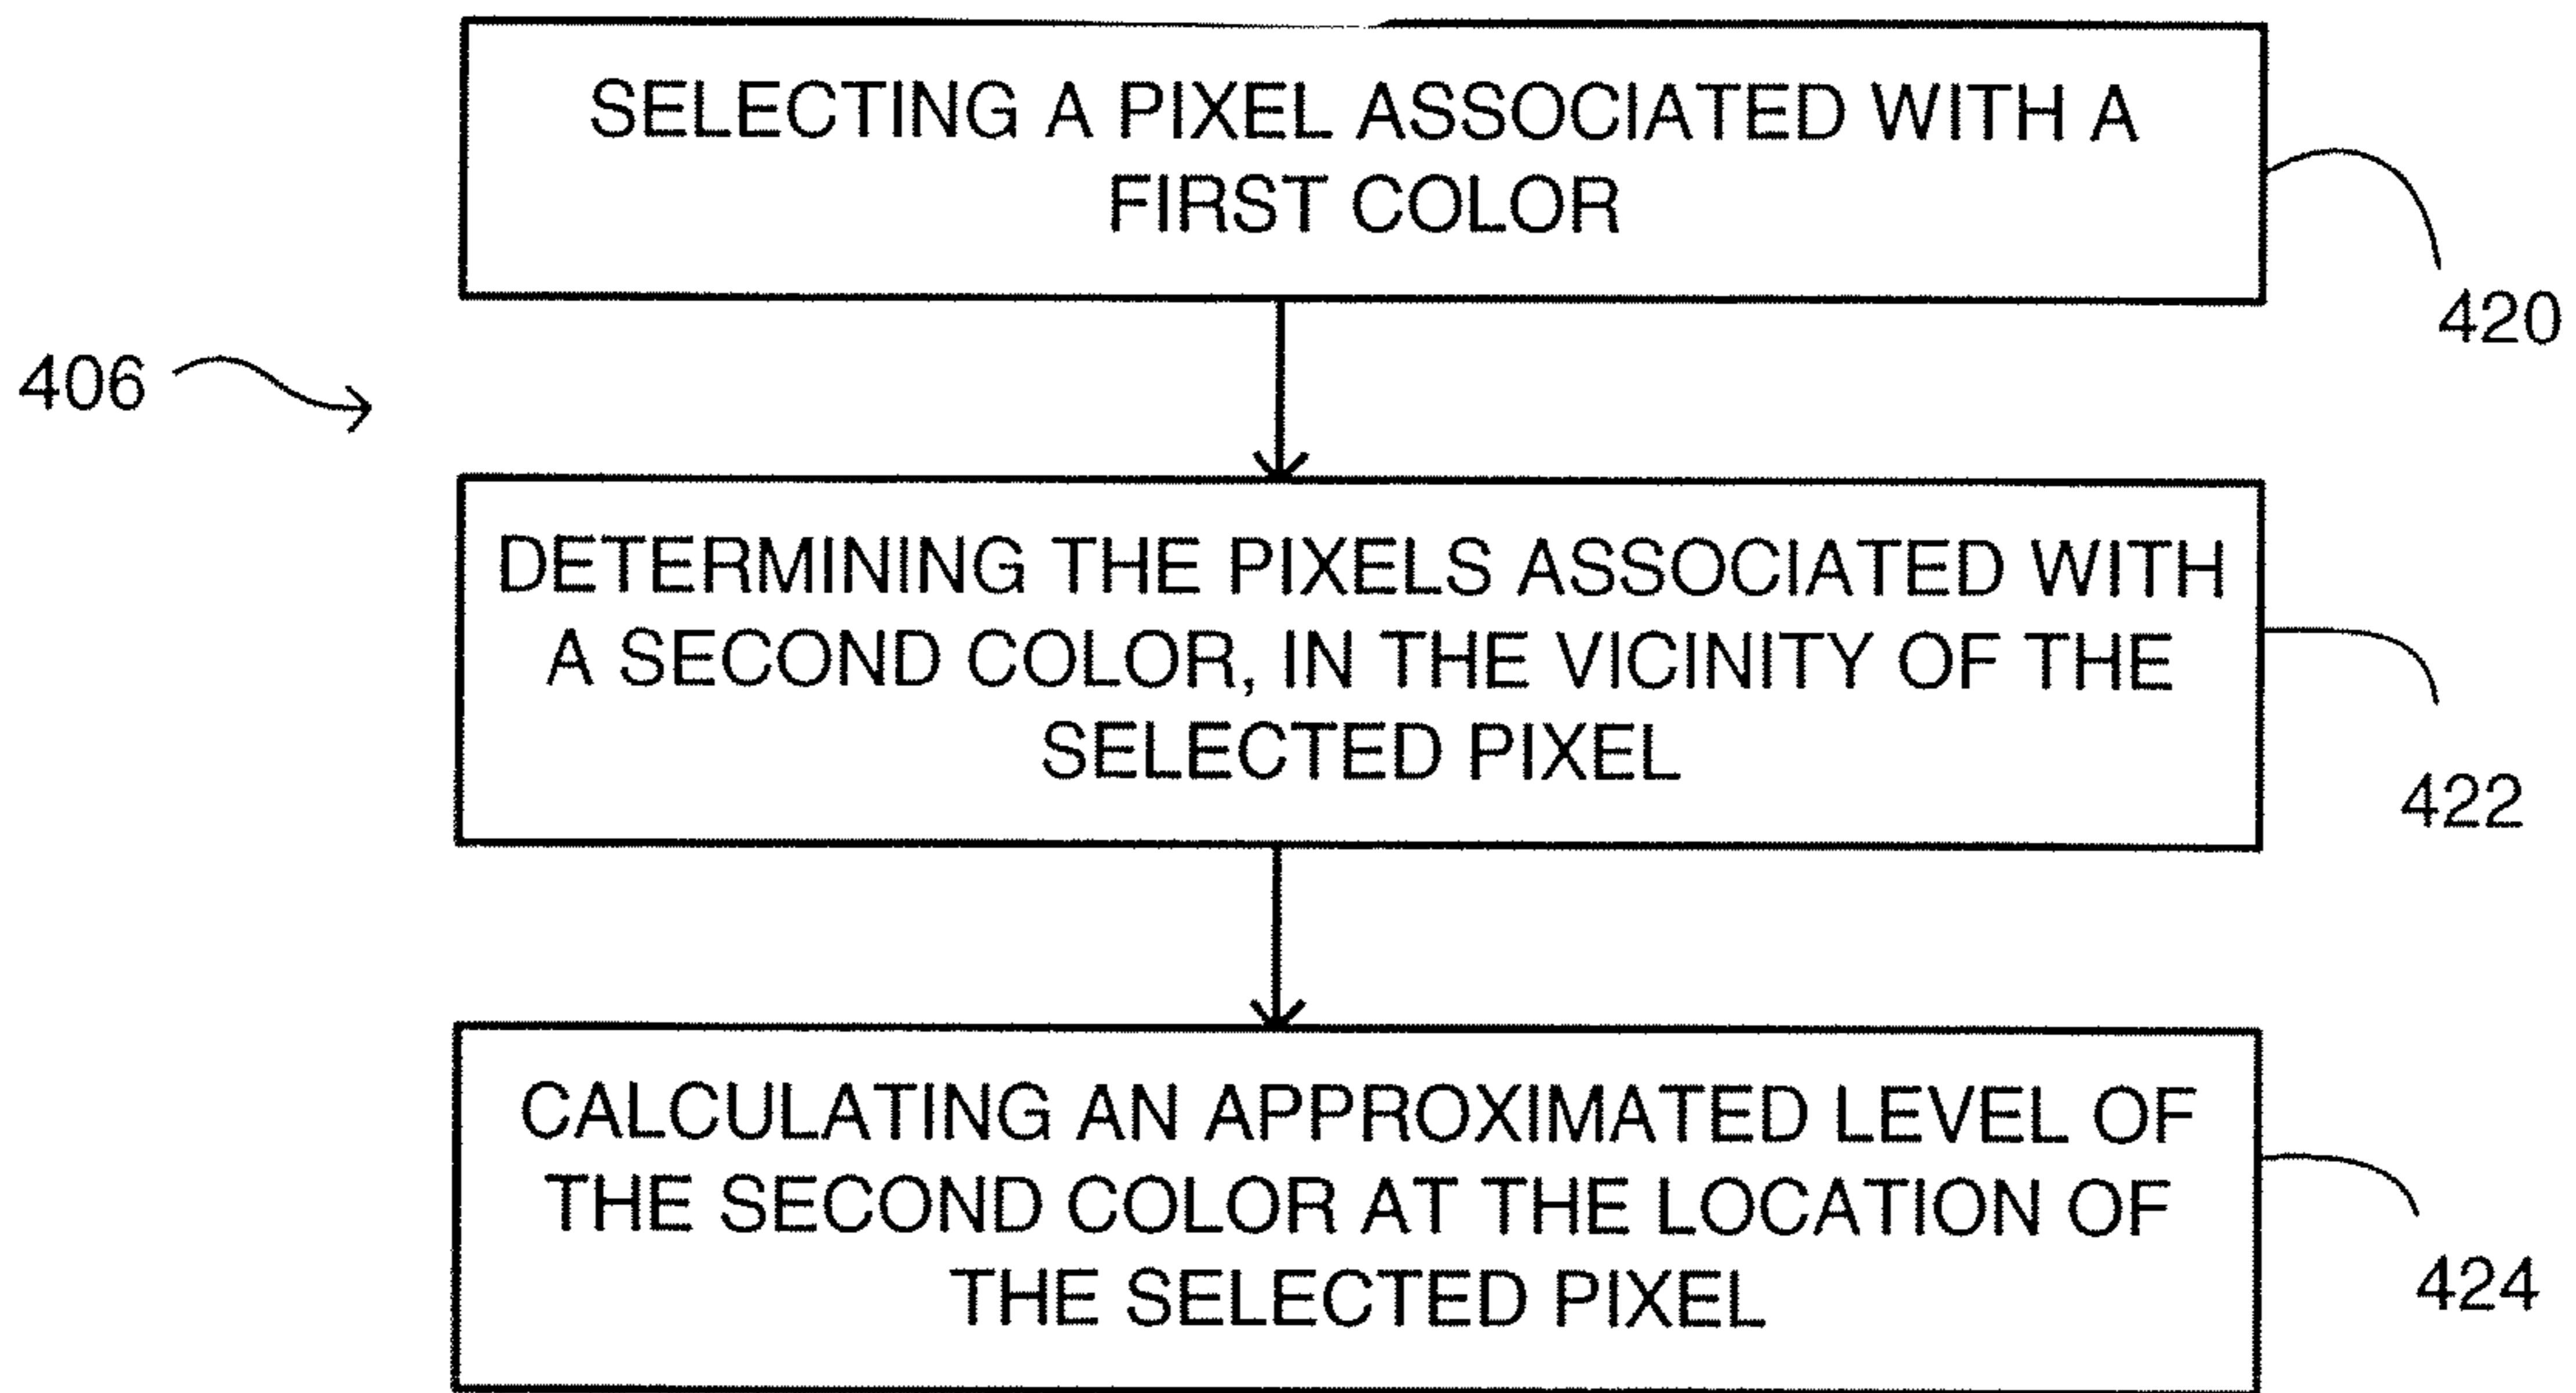 SELECTING A PIXEL ASSOCIATED WITH A
FIRST COLOR
420
406
DETERMINING THE PIXELS ASSOCIATED WITH
A SECOND COLOR, IN THE VICINITY OF THE
SELECTED PIXEL
422
CALCULATING AN APPROXIMATED LEVEL OF
THE SECOND COLOR AT THE LOCATION OF
THE SELECTED PIXEL
424